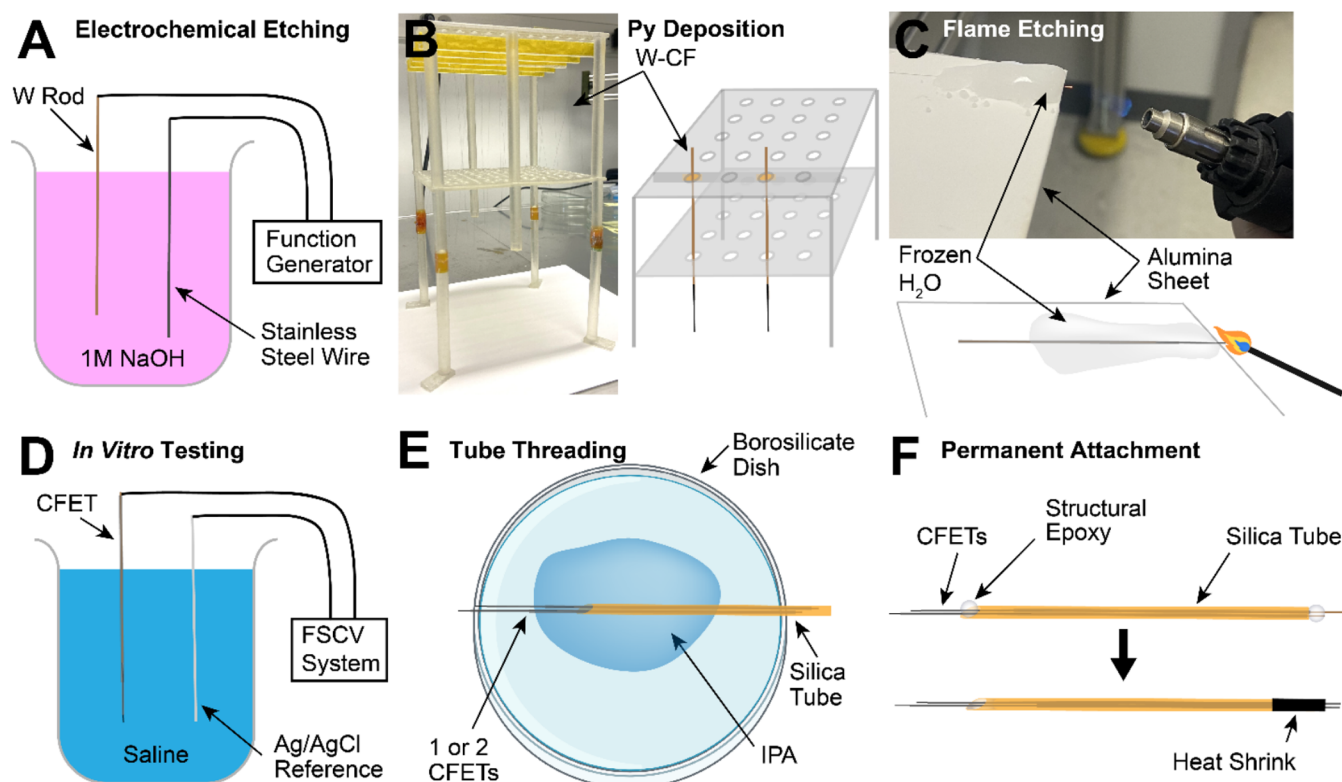 A Electrochemical Etching
W Rod
Function
Generator
Stainless
Steel Wire
1M NaOH
B Py Deposition
W-CF
C Flame Etching
Frozen
H₂O
Alumina
Sheet
D In Vitro Testing
CFET
FSCV
System
Saline
Ag/AgCl
Reference
E Tube Threading
Borosilicate
Dish
Silica
Tube
1 or 2
CFETs
IPA
F Permanent Attachment
CFETs
Structural
Epoxy
Silica Tube
Heat Shrink